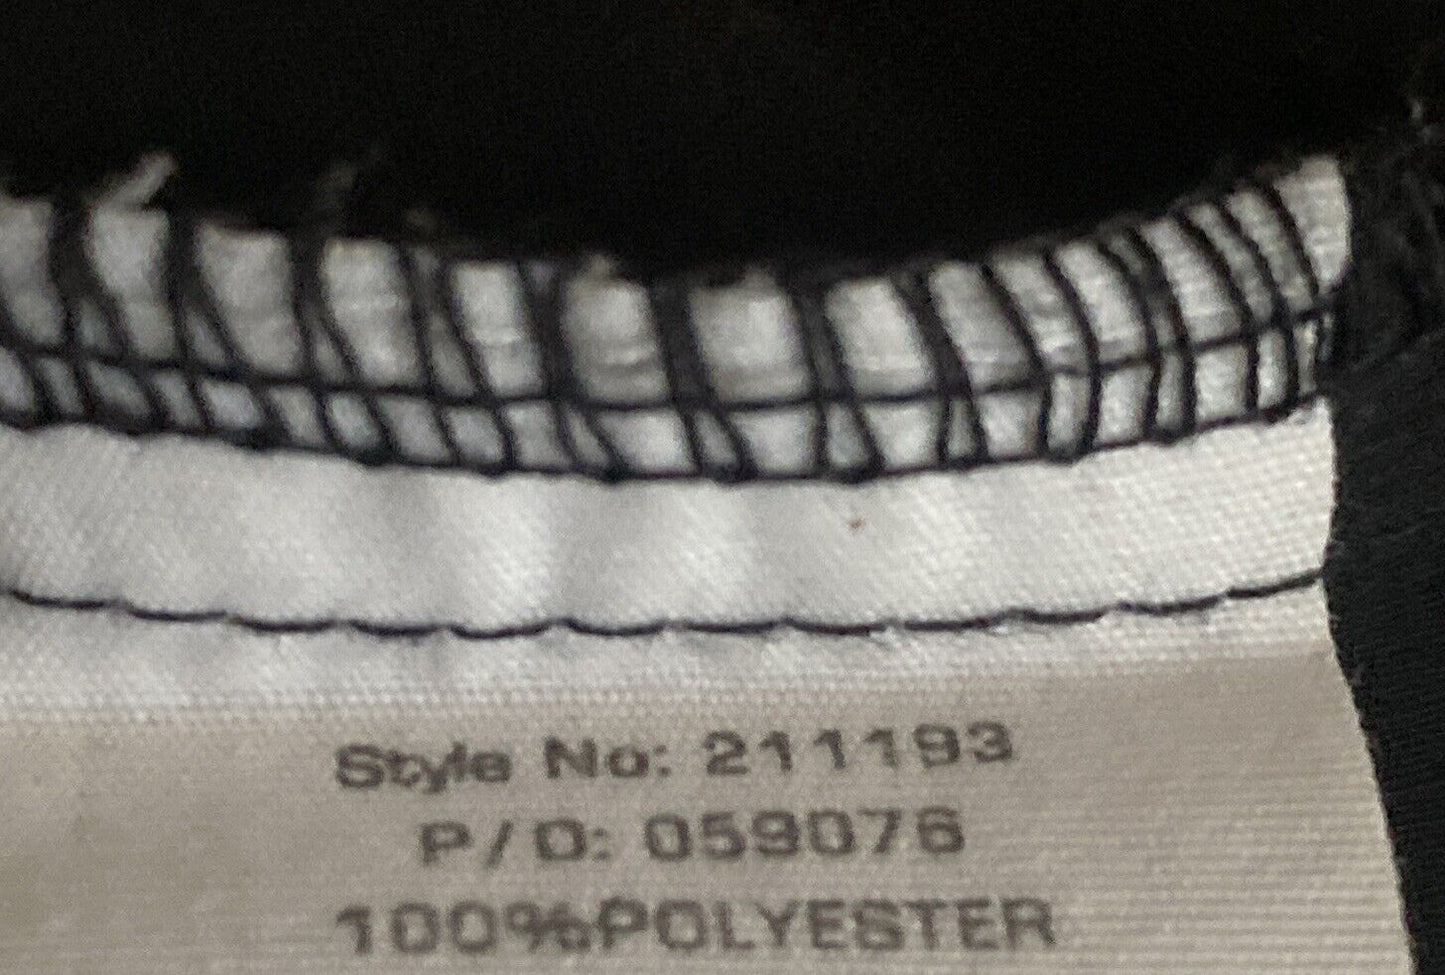 Style No: 211193
P/O: 059076
100%POLYESTER